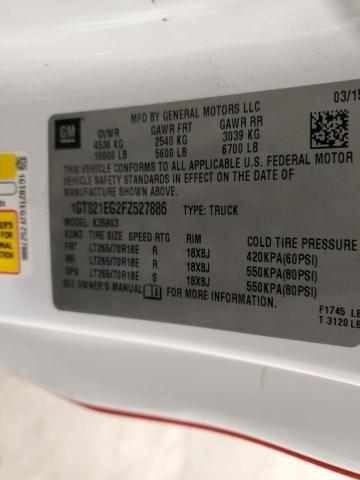 GM
MFD BY GENERAL MOTORS LLC
03/15
GVWR GAWR FRT GAWR RR
4536 KG 2540 KG 3039 KG
10000 LB 5600 LB 6700 LB
THIS VEHICLE CONFORMS TO ALL APPLICABLE U.S. FEDERAL MOTOR
VEHICLE SAFETY STANDARDS IN EFFECT ON THE DATE OF
MANUFACTURE SHOWN ABOVE.
1GT021EG2FZ527886 TYPE: TRUCK
MODEL: K35903
TIRE SIZE SPEED RTG RIM COLD TIRE PRESSURE
FRT LT265/70R18E R 18X8J 420KPA(60PSI)
RR LT265/70R18E R 18X8J 550KPA(80PSI)
SPA LT265/70R18E S 18X8J 550KPA(80PSI)
SEE OWNER'S MANUAL FOR MORE INFORMATION.
F1745 LB
T 3120 LB